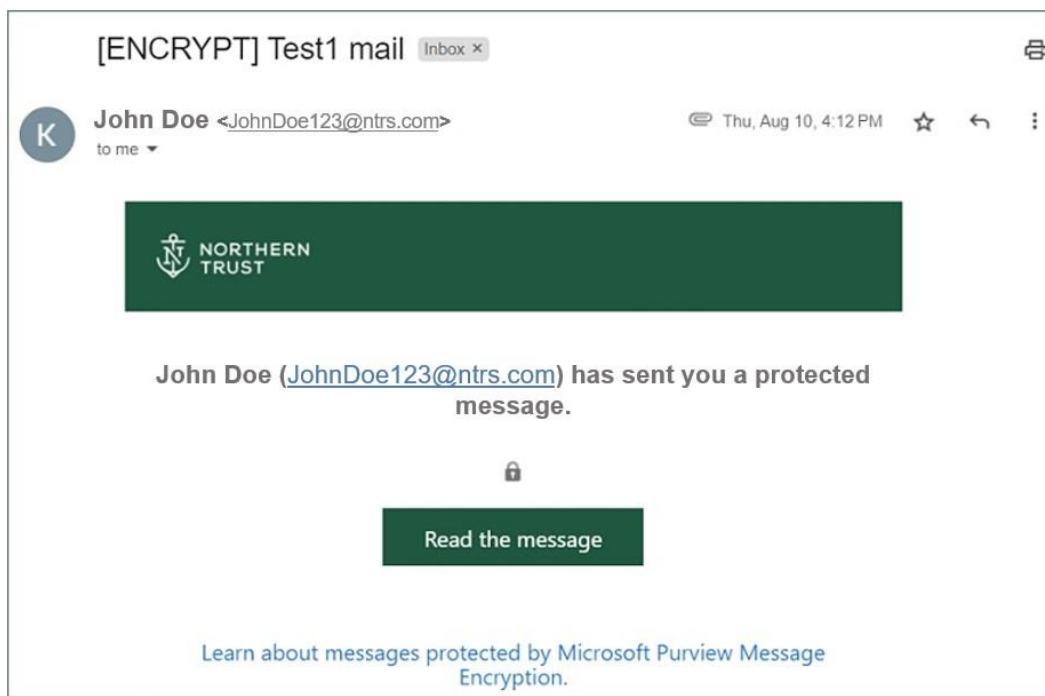 [ENCRYPT] Test1 mail Inbox ×
K
John Doe <JohnDoe123@ntrs.com> Thu, Aug 10, 4:12 PM
to me
NORTHERN
TRUST
John Doe (JohnDoe123@ntrs.com) has sent you a protected
message.
Read the message
Learn about messages protected by Microsoft Purview Message
Encryption.